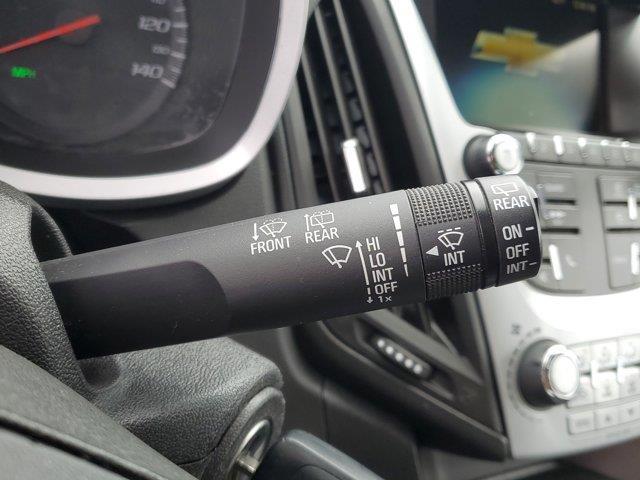 120
140
MPH
FRONT
REAR
HI
LO
INT
OFF
1x
INT
REAR
ON
OFF
INT